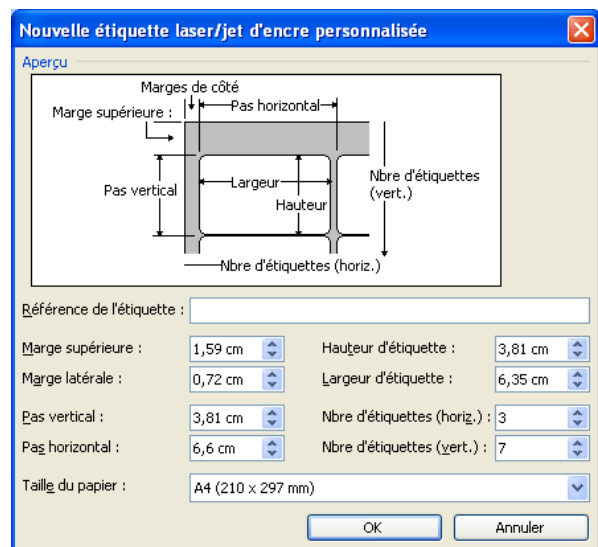 Nouvelle étiquette laser/jet d'encre personnalisée
Aperçu
Marges de côté
Pas horizontal
Marge supérieure :
Pas vertical
Largeur
Hauteur
Nbre d'étiquettes
(vert.)
Nbre d'étiquettes (horiz.)
Référence de l'étiquette :
Marge supérieure : 1,59 cm Hauteur d'étiquette : 3,81 cm
Marge latérale : 0,72 cm Largeur d'étiquette : 6,35 cm
Pas vertical : 3,81 cm Nbre d'étiquettes (horiz.) : 3
Pas horizontal : 6,6 cm Nbre d'étiquettes (vert.) : 7
Taille du papier : A4 (210 x 297 mm)
OK Annuler